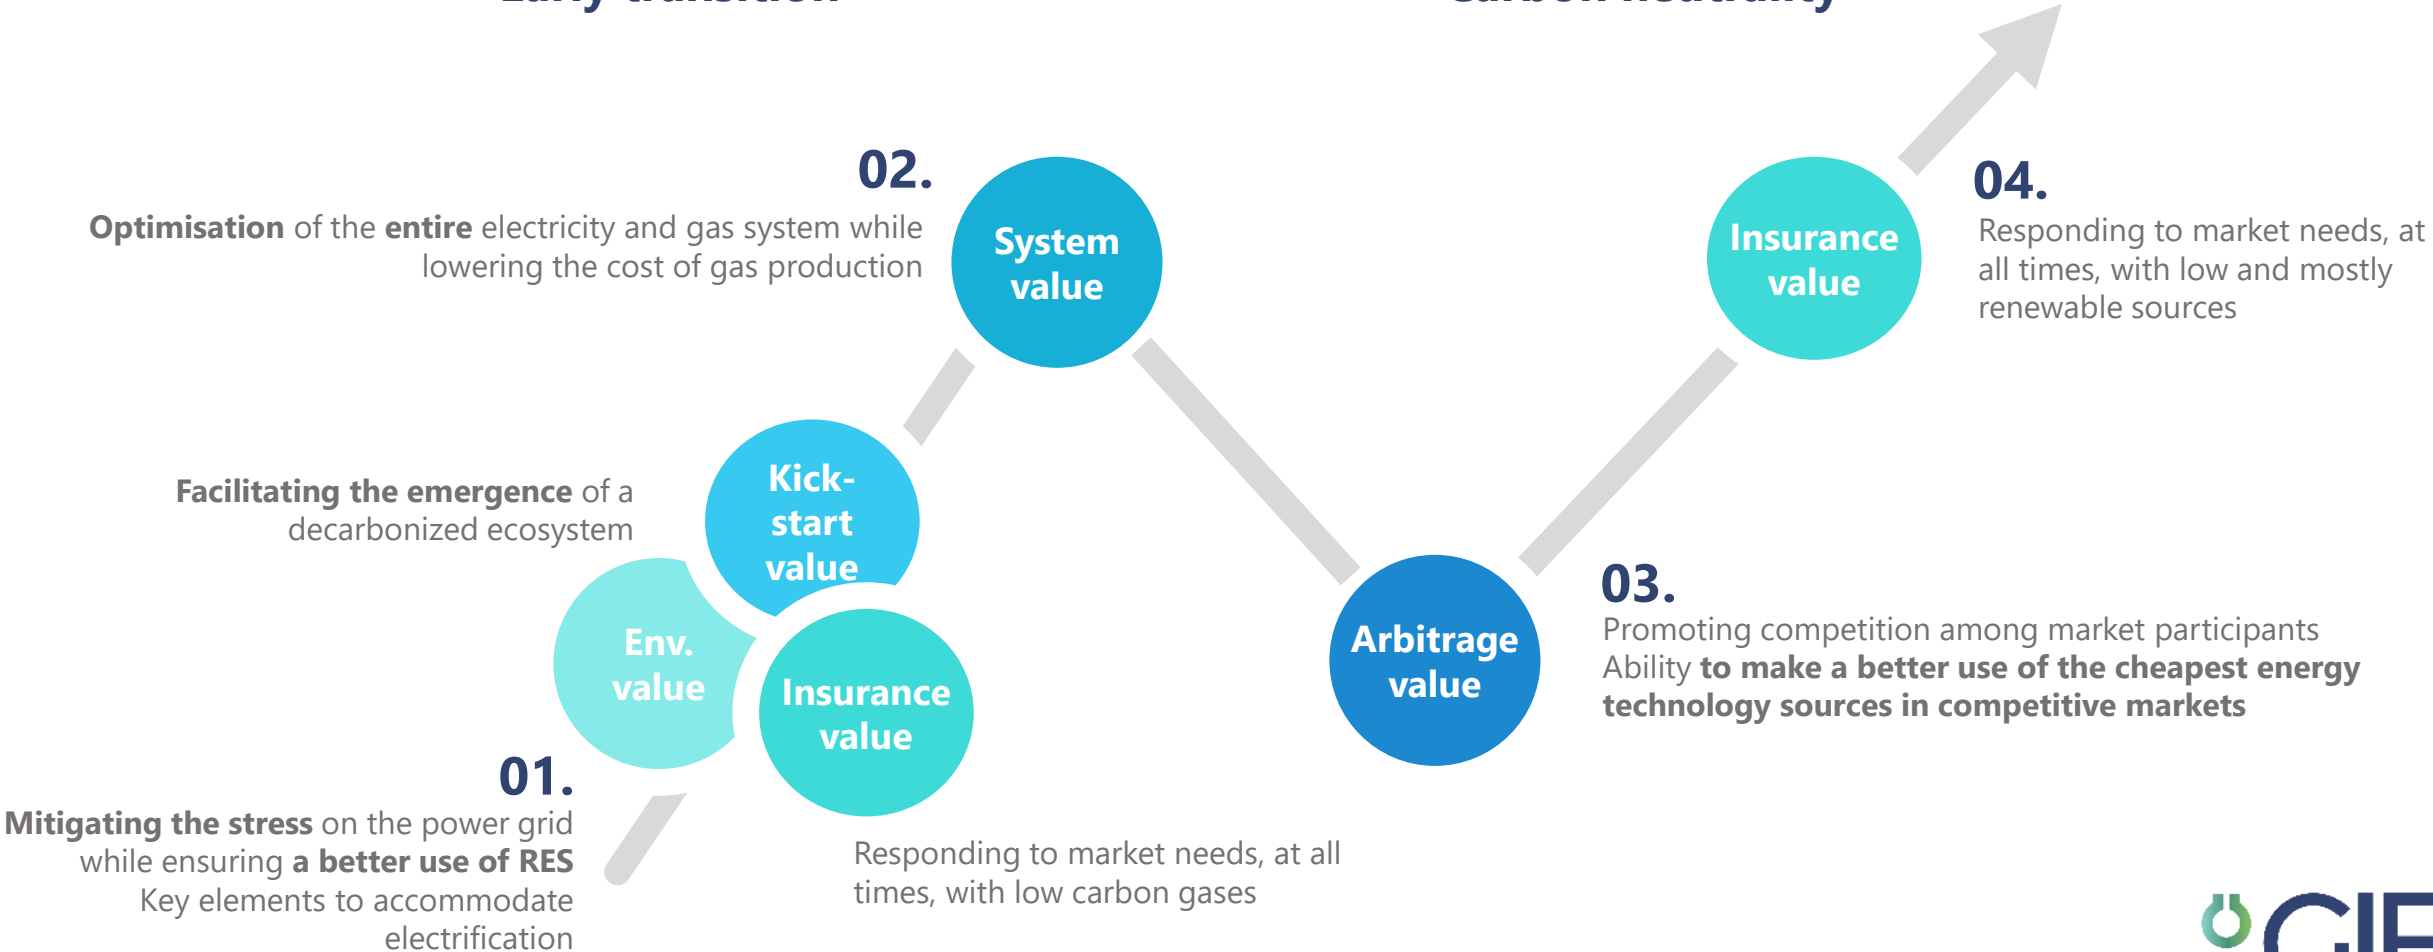 Early transition
Carbon neutrality
02.
Optimisation of the entire electricity and gas system while
lowering the cost of gas production
System
value
Insurance
value
04.
Responding to market needs, at
all times, with low and mostly
renewable sources
Facilitating the emergence of a
decarbonized ecosystem
Kick-
start
value
Env.
value
Insurance
value
01.
Mitigating the stress on the power grid
while ensuring a better use of RES
Key elements to accommodate
electrification
Responding to market needs, at all
times, with low carbon gases
Arbitrage
value
03.
Promoting competition among market participants
Ability to make a better use of the cheapest energy
technology sources in competitive markets
GIE